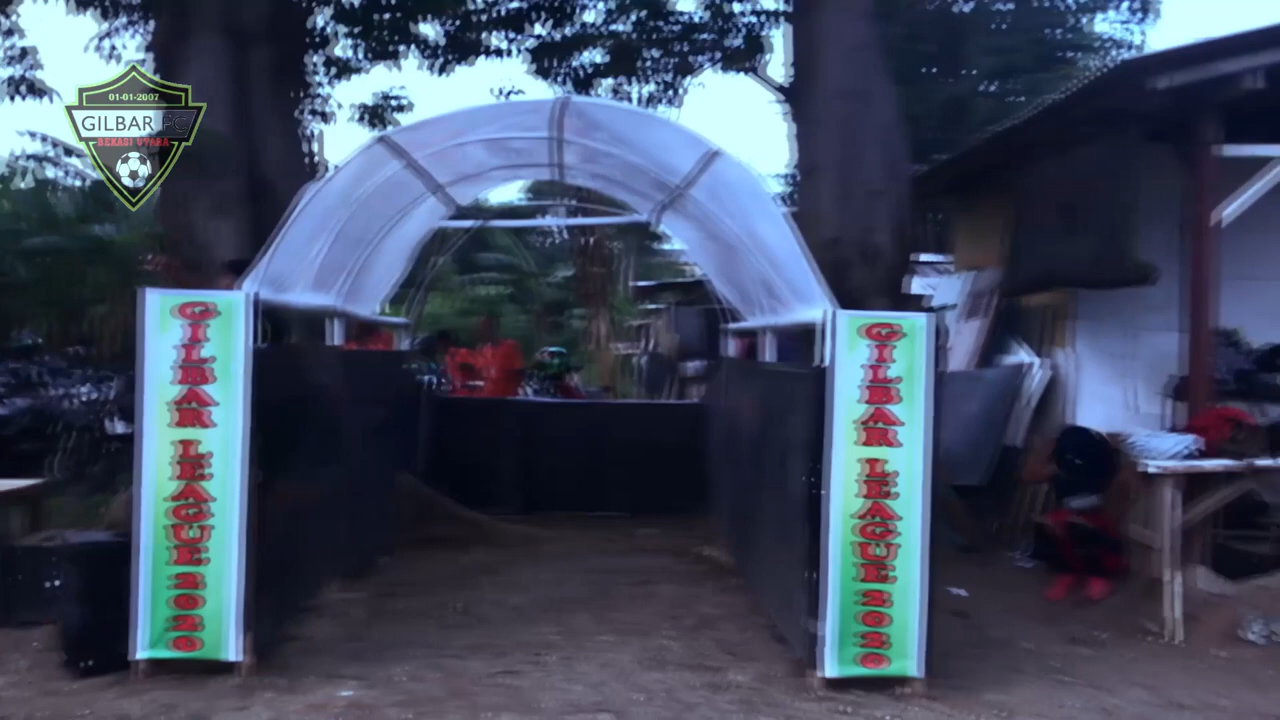 01-01-2007
GILBAR FC
BEKASI UTARA
GILBAR LEAGUE 2020
GILBAR LEAGUE 2020